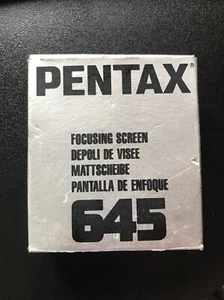 PENTAX®
FOCUSING SCREEN
DEPOLI DE VISEE
MATTSCHEIBE
PANTALLA DE ENFOQUE
645